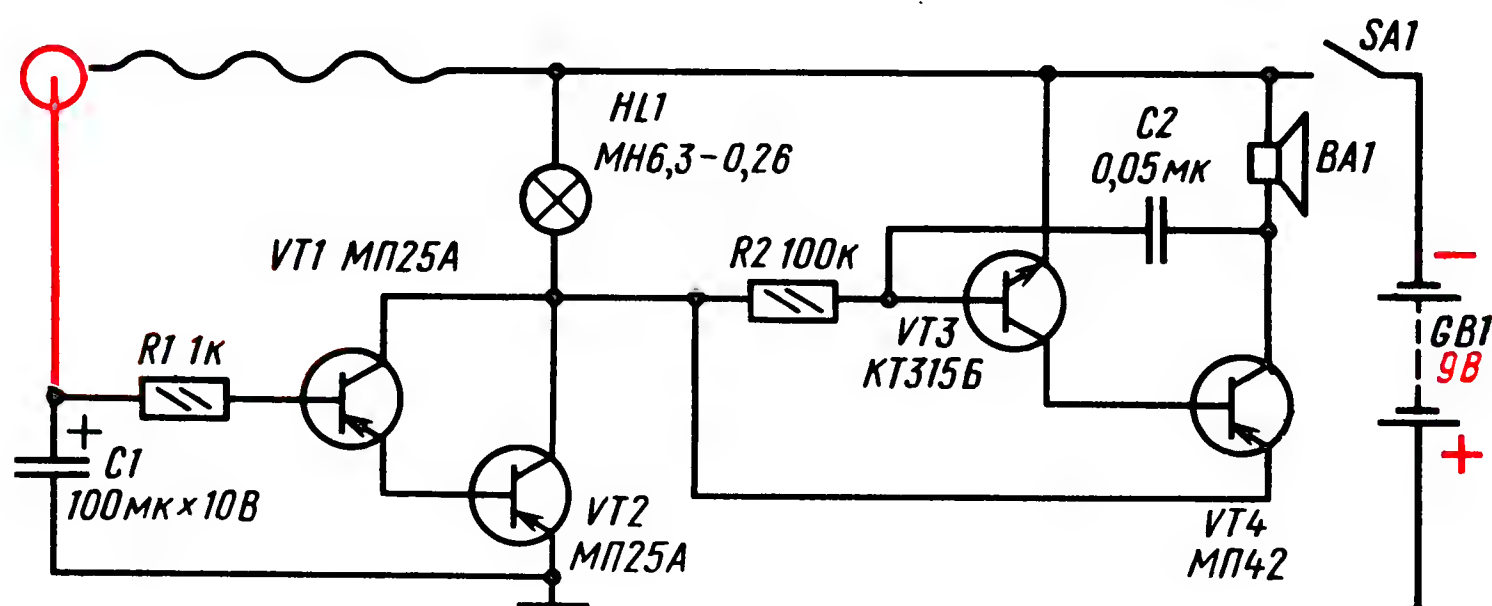 SA1
HL1
МН6,3-0,26
C2
0,05мк
BA1
VT1 МП25А
R2 100к
R1 1к
VT3
КТ315Б
GB1
9В
C1
100мк×10В
VT2
МП25А
VT4
МП42